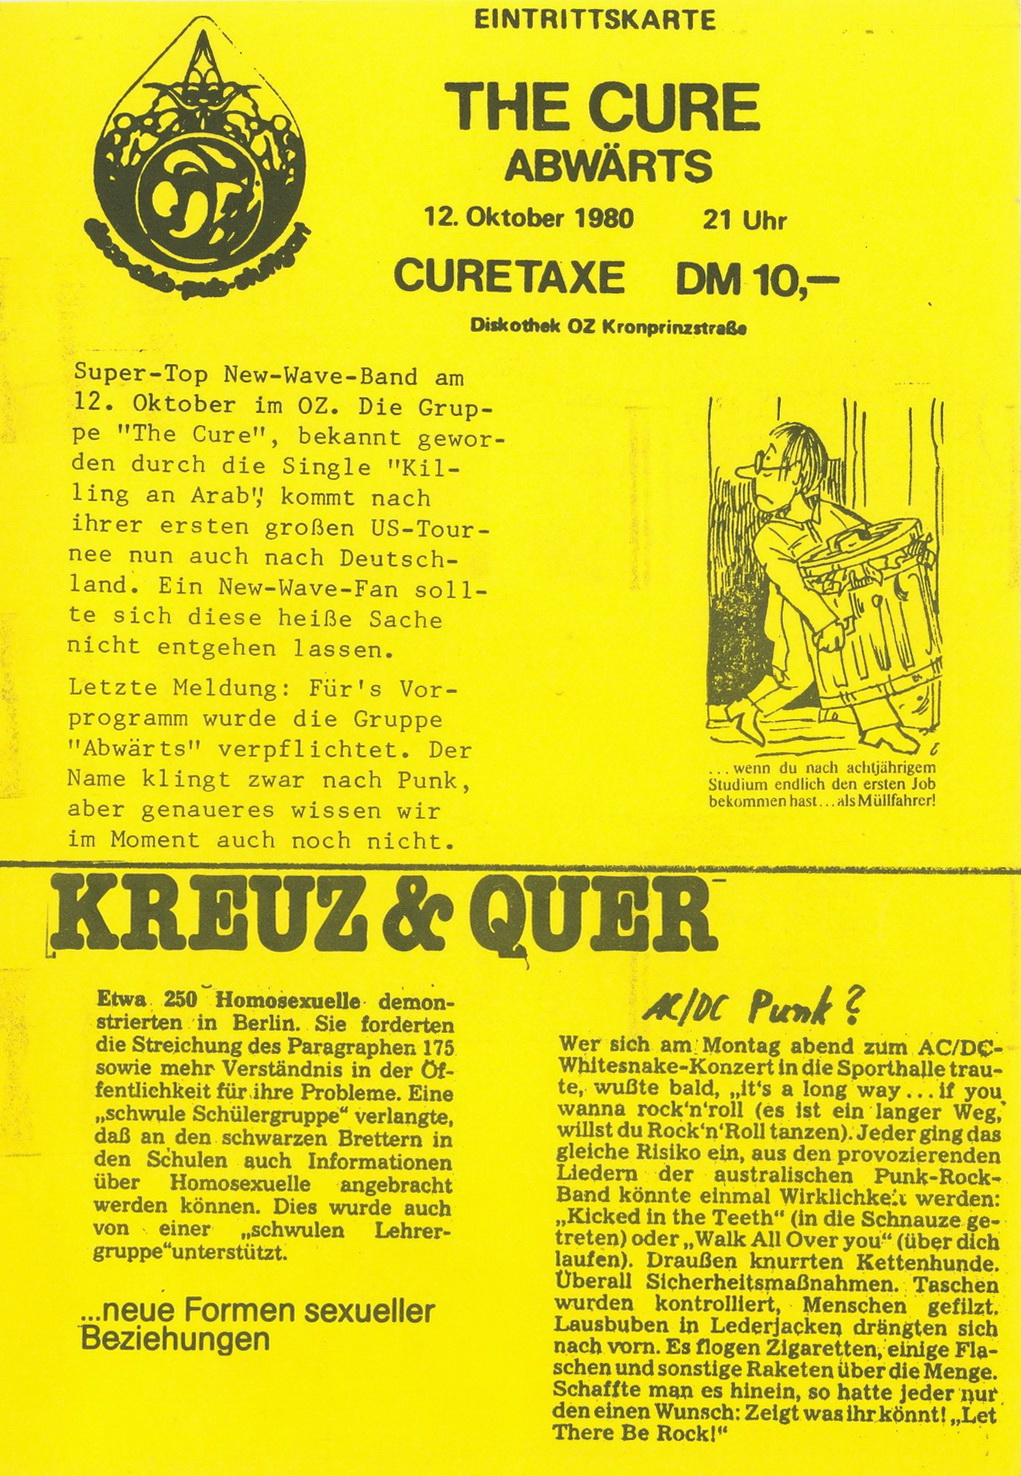 EINTRITTSKARTE
THE CURE
ABWÄRTS
12. Oktober 1980 21 Uhr
CURETAXE DM 10,—
Diskothek OZ Kronprinzstraße
Super-Top New-Wave-Band am
12. Oktober im OZ. Die Grup-
pe "The Cure", bekannt gewor-
den durch die Single "Kil-
ling an Arab", kommt nach
ihrer ersten großen US-Tour-
nee nun auch nach Deutsch-
land. Ein New-Wave-Fan soll-
te sich diese heiße Sache
nicht entgehen lassen.
Letzte Meldung: Für's Vor-
programm wurde die Gruppe
"Abwärts" verpflichtet. Der
Name klingt zwar nach Punk,
aber genaueres wissen wir
im Moment auch noch nicht.
...wenn du nach achtjährigem
Studium endlich den ersten Job
bekommen hast...als Müllfahrer!
KREUZ & QUER
Etwa 250 Homosexuelle demon-
strierten in Berlin. Sie forderten
die Streichung des Paragraphen 175
sowie mehr Verständnis in der Öf-
fentlichkeit für ihre Probleme. Eine
„schwule Schülergruppe“ verlangte,
daß an den schwarzen Brettern in
den Schulen auch Informationen
über Homosexuelle angebracht
werden können. Dies wurde auch
von einer „schwulen Lehrer-
gruppe“ unterstützt.
...neue Formen sexueller
Beziehungen
AC/DC Punk?
Wer sich am Montag abend zum AC/DC-
Whitesnake-Konzert in die Sporthalle trau-
te, wußte bald, „it's a long way...if you
wanna rock'n'roll (es ist ein langer Weg,
willst du Rock'n'Roll tanzen). Jeder ging das
gleiche Risiko ein, aus den provozierenden
Liedern der australischen Punk-Rock-
Band könnte einmal Wirklichkeit werden:
„Kicked in the Teeth“ (in die Schnauze ge-
treten) oder „Walk All Over you“ (über dich
laufen). Draußen knurrten Kettenhunde.
Überall Sicherheitsmaßnahmen. Taschen
wurden kontrolliert, Menschen gefilzt.
Lausbuben in Lederjacken drängten sich
nach vorn. Es flogen Zigaretten, einige Fla-
schen und sonstige Raketen über die Menge.
Schaffte man es hinein, so hatte jeder nur
den einen Wunsch: Zeigt was ihr könnt! „Let
There Be Rock!“